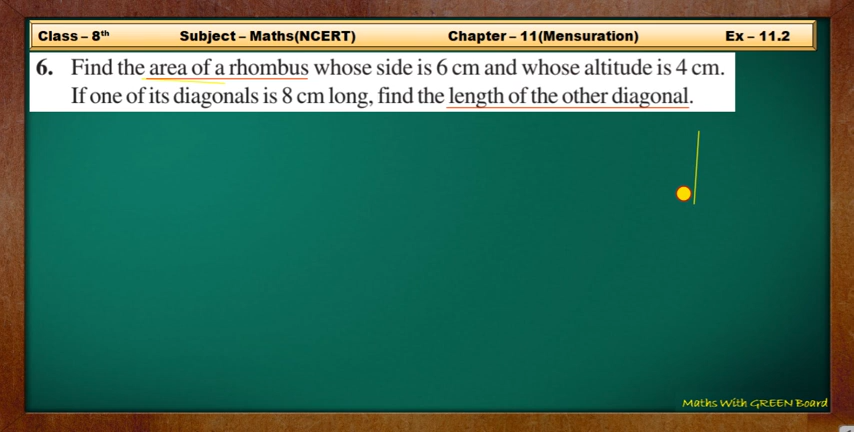 Class – 8th Subject – Maths(NCERT) Chapter – 11(Mensuration) Ex – 11.2
6. Find the area of a rhombus whose side is 6 cm and whose altitude is 4 cm.
If one of its diagonals is 8 cm long, find the length of the other diagonal.
Maths With GREEN Board